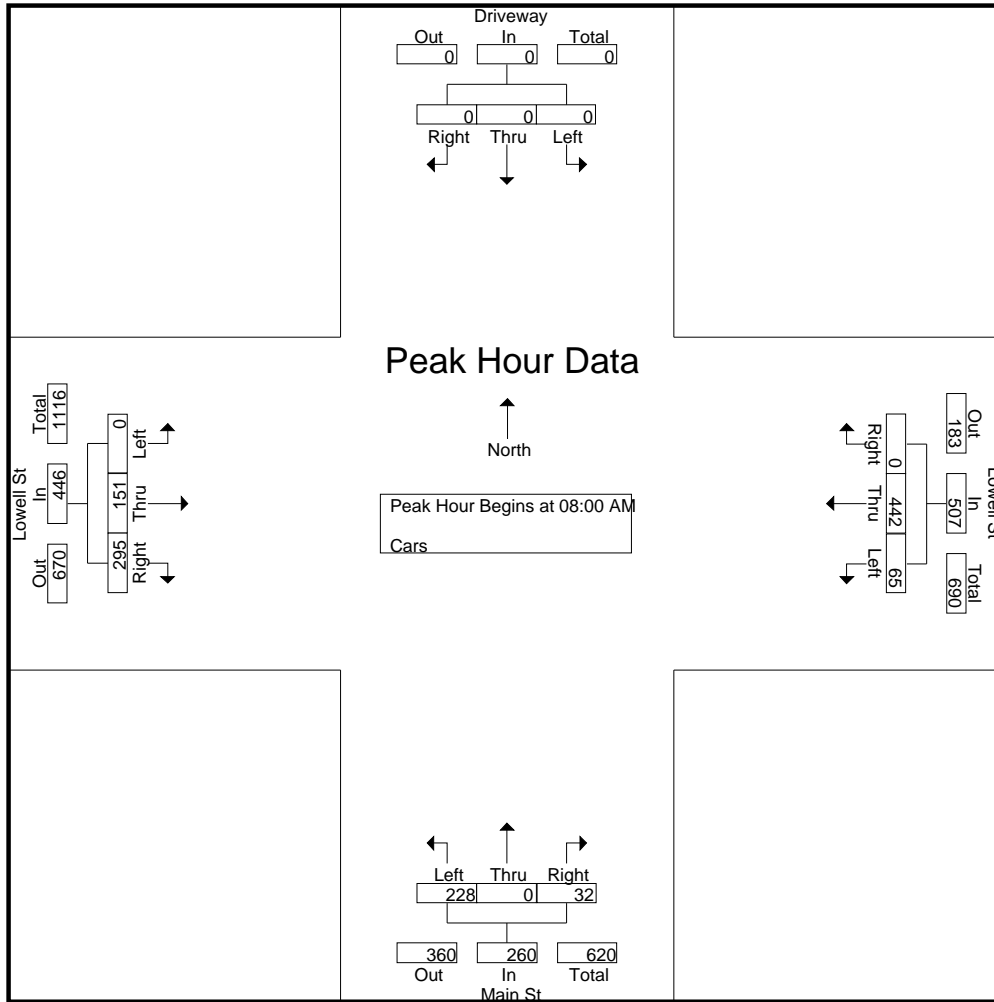 Driveway
Out In Total
0 0 0
0 0 0
Right Thru Left
Peak Hour Data
North
Peak Hour Begins at 08:00 AM
Cars
Lowell St
Total In Out
1116 446 670
0 151 295
Left Thru Right
Right Thru Left
0 442 65
Out In Total
183 507 690
Lowell St
Left Thru Right
228 0 32
360 260 620
Out In Total
Main St